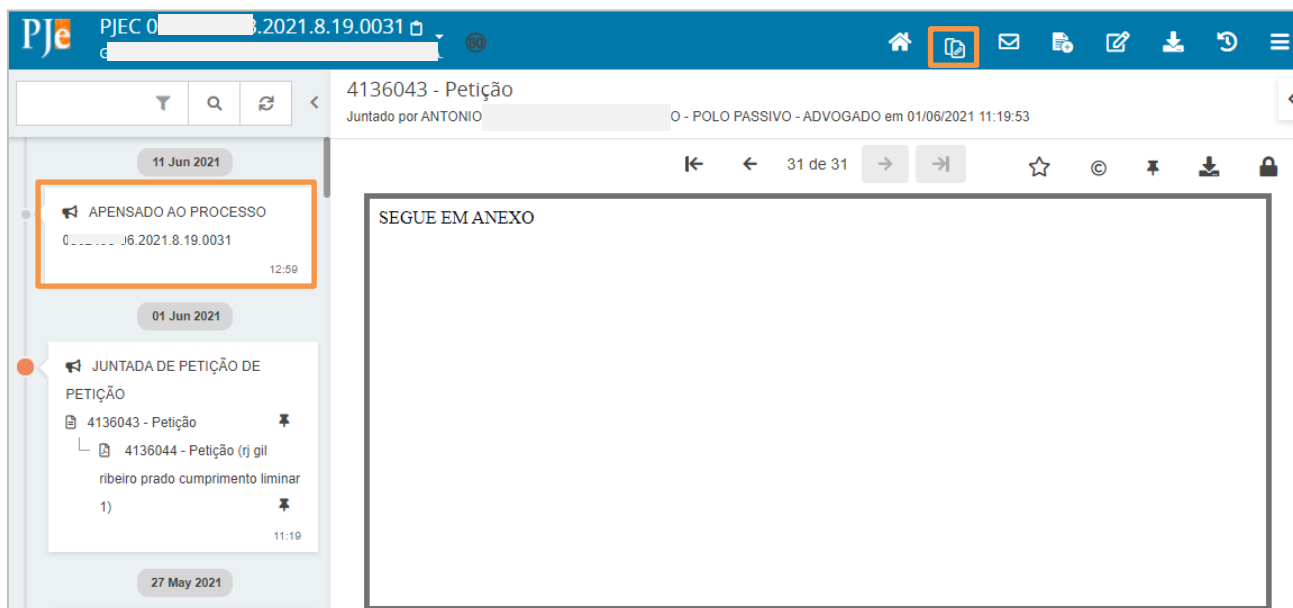 PJe
PJEC 0 3.2021.8.19.0031
G
80
4136043 - Petição
Juntado por ANTONIO O - POLO PASSIVO - ADVOGADO em 01/06/2021 11:19:53
31 de 31
11 Jun 2021
APENSADO AO PROCESSO
06.2021.8.19.0031
12:59
01 Jun 2021
JUNTADA DE PETIÇÃO DE
PETIÇÃO
4136043 - Petição
4136044 - Petição (rj gil
ribeiro prado cumprimento liminar
1)
11:19
27 May 2021
SEGUE EM ANEXO